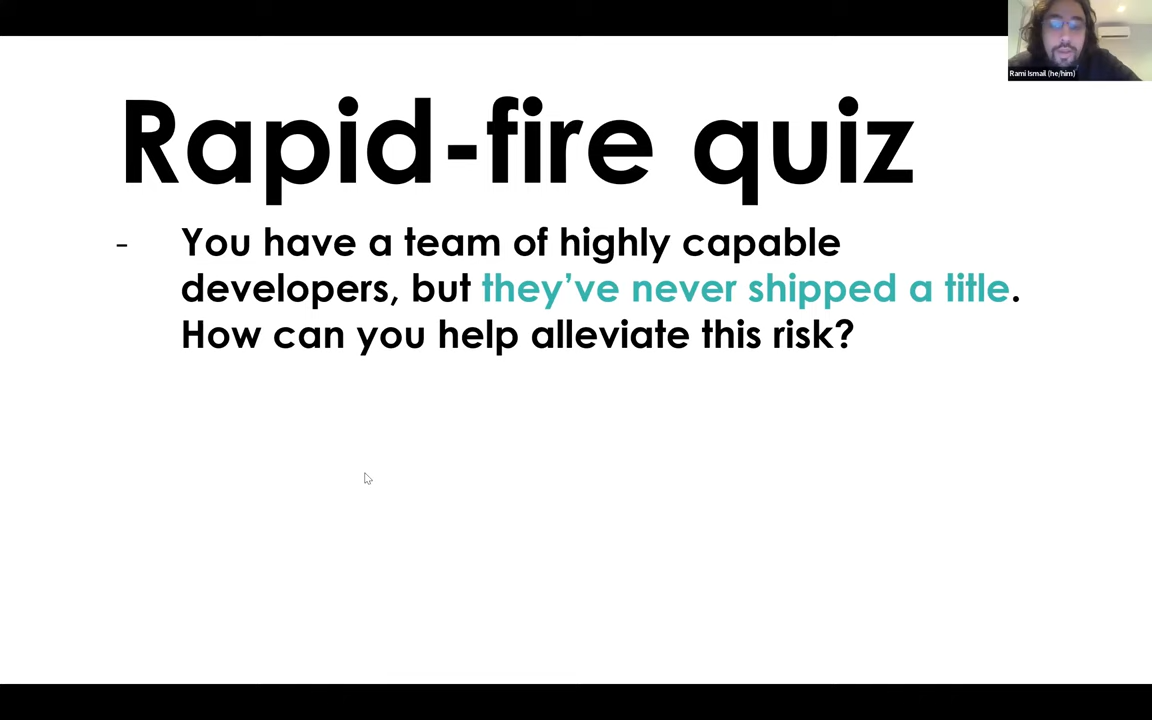 Rami Ismail (he/him)
Rapid-fire quiz
- You have a team of highly capable
developers, but they’ve never shipped a title.
How can you help alleviate this risk?